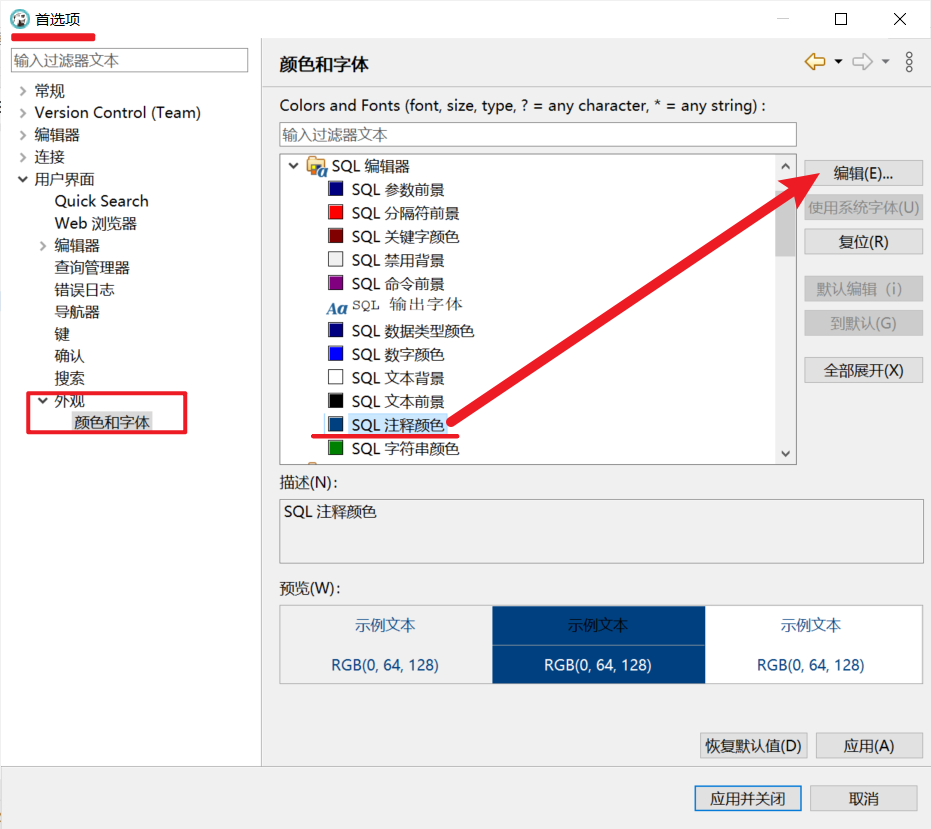 首选项
输入过滤器文本
常规
Version Control (Team)
编辑器
连接
用户界面
Quick Search
Web 浏览器
编辑器
查询管理器
错误日志
导航器
键
确认
搜索
外观
颜色和字体
颜色和字体
Colors and Fonts (font, size, type, ? = any character, * = any string) :
输入过滤器文本
SQL 编辑器
SQL 参数前景
SQL 分隔符前景
SQL 关键字颜色
SQL 禁用背景
SQL 命令前景
Aa SQL 输出字体
SQL 数据类型颜色
SQL 数字颜色
SQL 文本背景
SQL 文本前景
SQL 注释颜色
SQL 字符串颜色
编辑(E)...
使用系统字体(U)
复位(R)
默认编辑（i）
到默认(G)
全部展开(X)
描述(N):
SQL 注释颜色
预览(W):
示例文本 示例文本 示例文本
RGB(0, 64, 128) RGB(0, 64, 128) RGB(0, 64, 128)
恢复默认值(D) 应用(A)
应用并关闭 取消